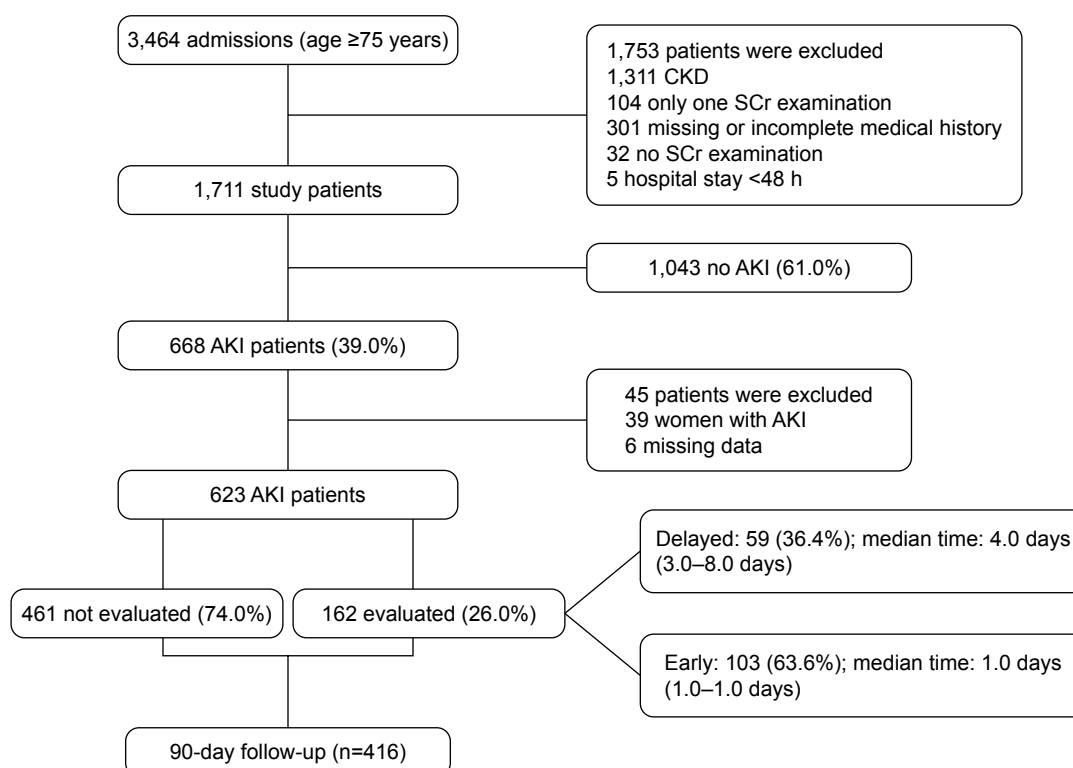 3,464 admissions (age ≥75 years)
1,753 patients were excluded
1,311 CKD
104 only one SCr examination
301 missing or incomplete medical history
32 no SCr examination
5 hospital stay <48 h
1,711 study patients
1,043 no AKI (61.0%)
668 AKI patients (39.0%)
45 patients were excluded
39 women with AKI
6 missing data
623 AKI patients
Delayed: 59 (36.4%); median time: 4.0 days
(3.0–8.0 days)
461 not evaluated (74.0%)
162 evaluated (26.0%)
Early: 103 (63.6%); median time: 1.0 days
(1.0–1.0 days)
90-day follow-up (n=416)